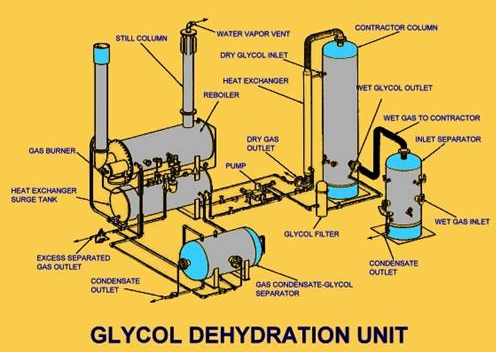 WATER VAPOR VENT
CONTRACTOR COLUMN
STILL COLUMN
DRY GLYCOL INLET
HEAT EXCHANGER
WET GLYCOL OUTLET
REBOILER
WET GAS TO CONTRACTOR
INLET SEPARATOR
DRY GAS
OUTLET
GAS BURNER
PUMP
HEAT EXCHANGER
SURGE TANK
WET GAS INLET
GLYCOL FILTER
EXCESS SEPARATED
GAS OUTLET
CONDENSATE
OUTLET
CONDENSATE
OUTLET
GAS CONDENSATE-GLYCOL
SEPARATOR
GLYCOL DEHYDRATION UNIT